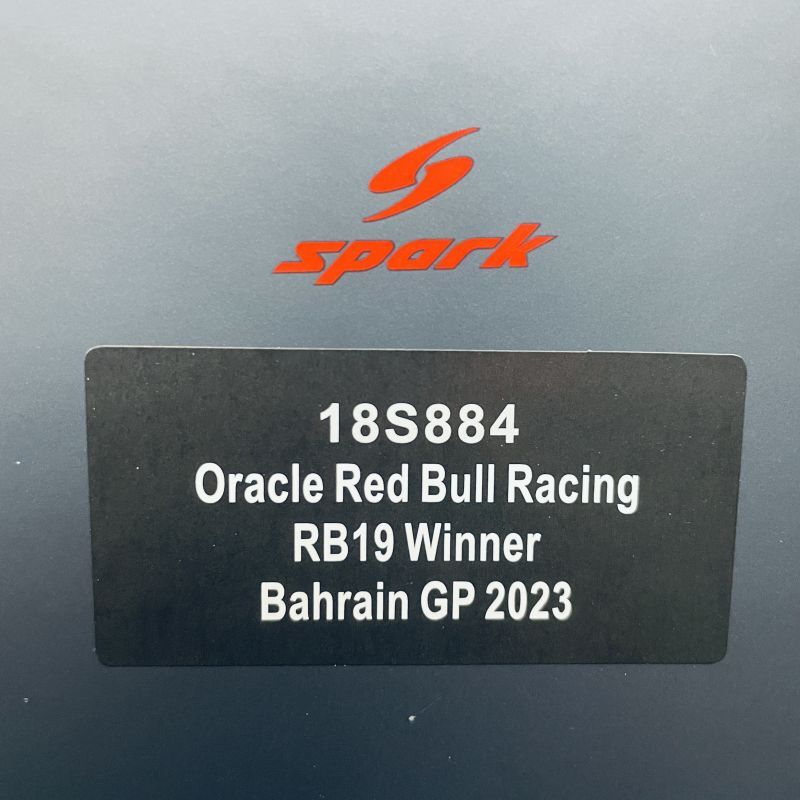 spark
18S884
Oracle Red Bull Racing
RB19 Winner
Bahrain GP 2023